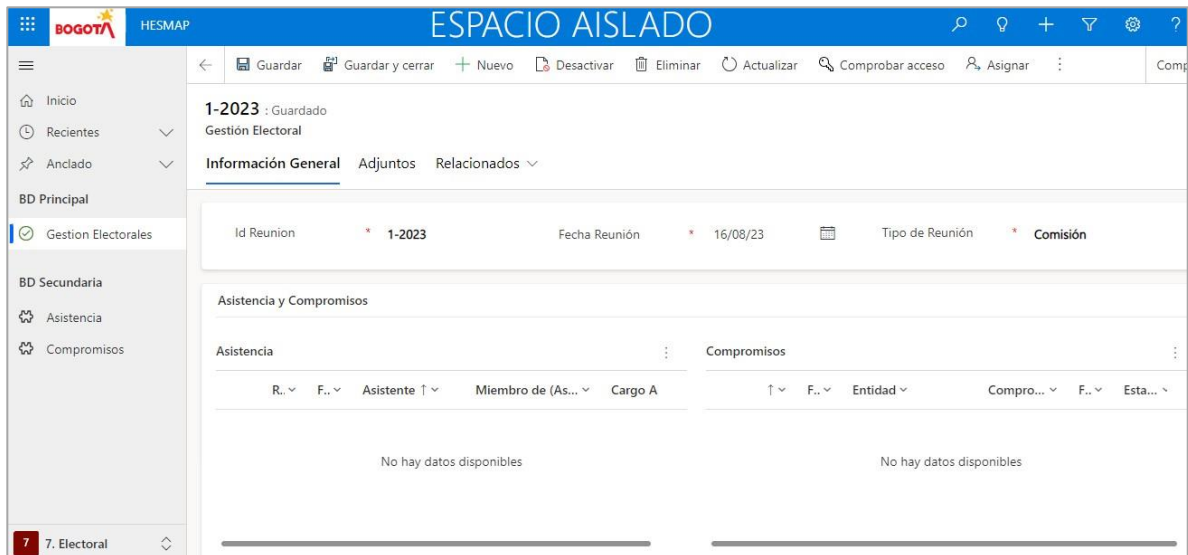 BOGOTÁ HESMAP ESPACIO AISLADO ?
Guardar Guardar y cerrar Nuevo Desactivar Eliminar Actualizar Comprobar acceso Asignar
Inicio
Recientes
Anclado
BD Principal
Gestion Electorales
BD Secundaria
Asistencia
Compromisos
7 7. Electoral
1-2023 : Guardado
Gestión Electoral
Información General Adjuntos Relacionados
Id Reunion * 1-2023 Fecha Reunión * 16/08/23 Tipo de Reunión * Comisión
Asistencia y Compromisos
Asistencia
R.. F.. Asistente ↑ Miembro de (As... Cargo A
No hay datos disponibles
Compromisos
↑ F.. Entidad Compro... F.. Esta...
No hay datos disponibles